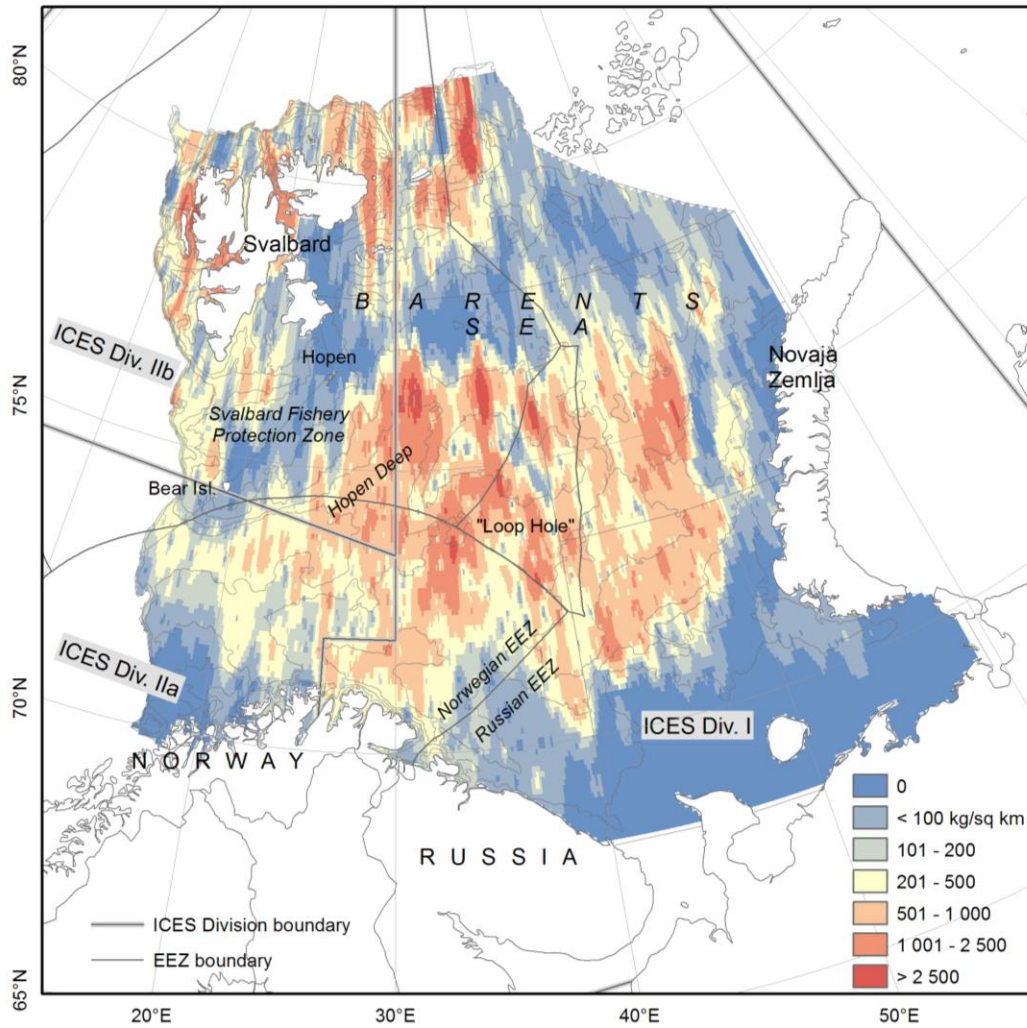 80°N
75°N
70°N
65°N
Svalbard
B A R E N T S
S E A
ICES Div. IIb
Hopen
Novaja
Zemlja
Svalbard Fishery
Protection Zone
Hopen Deep
Bear Isl.
"Loop Hole"
ICES Div. IIa
Norwegian EEZ
Russian EEZ
ICES Div. I
N O R W A Y
R U S S I A
0
< 100 kg/sq km
101 - 200
201 - 500
501 - 1 000
1 001 - 2 500
> 2 500
ICES Division boundary
EEZ boundary
20°E
30°E
40°E
50°E